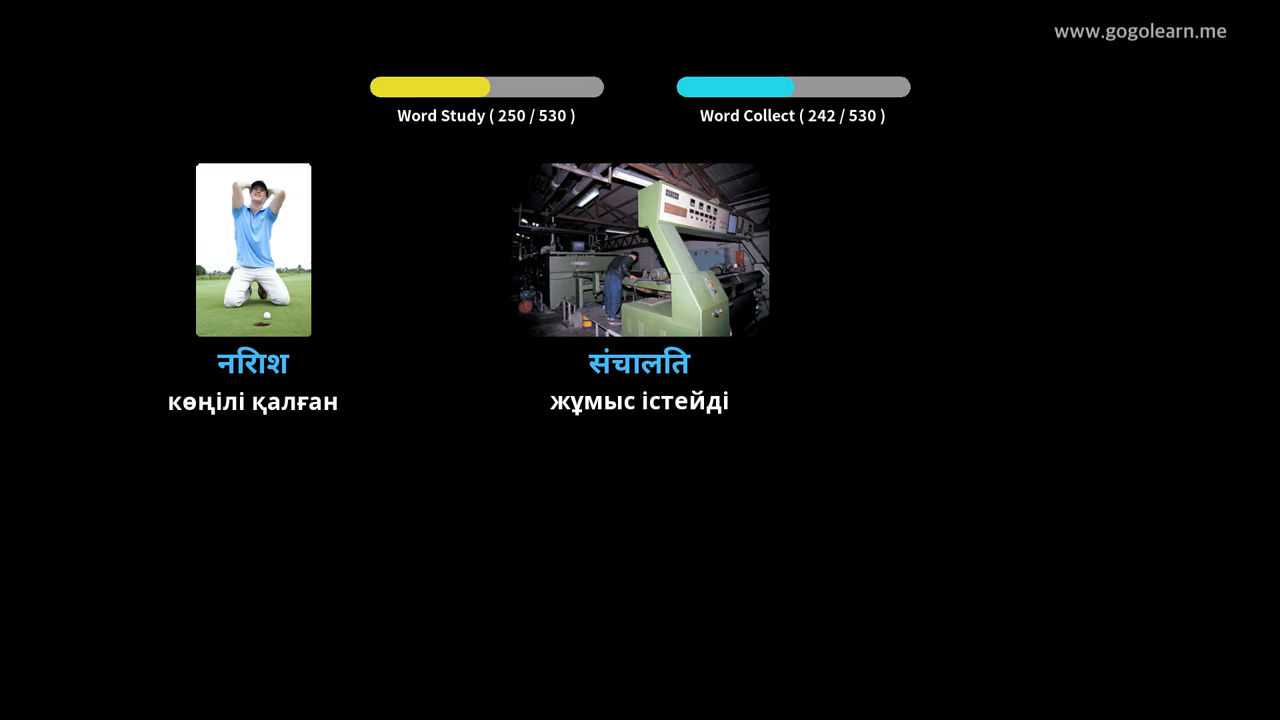 www.gogolearn.me
Word Study ( 250 / 530 )
Word Collect ( 242 / 530 )
निराश
संचालति
көңілі қалған
жұмыс істейді